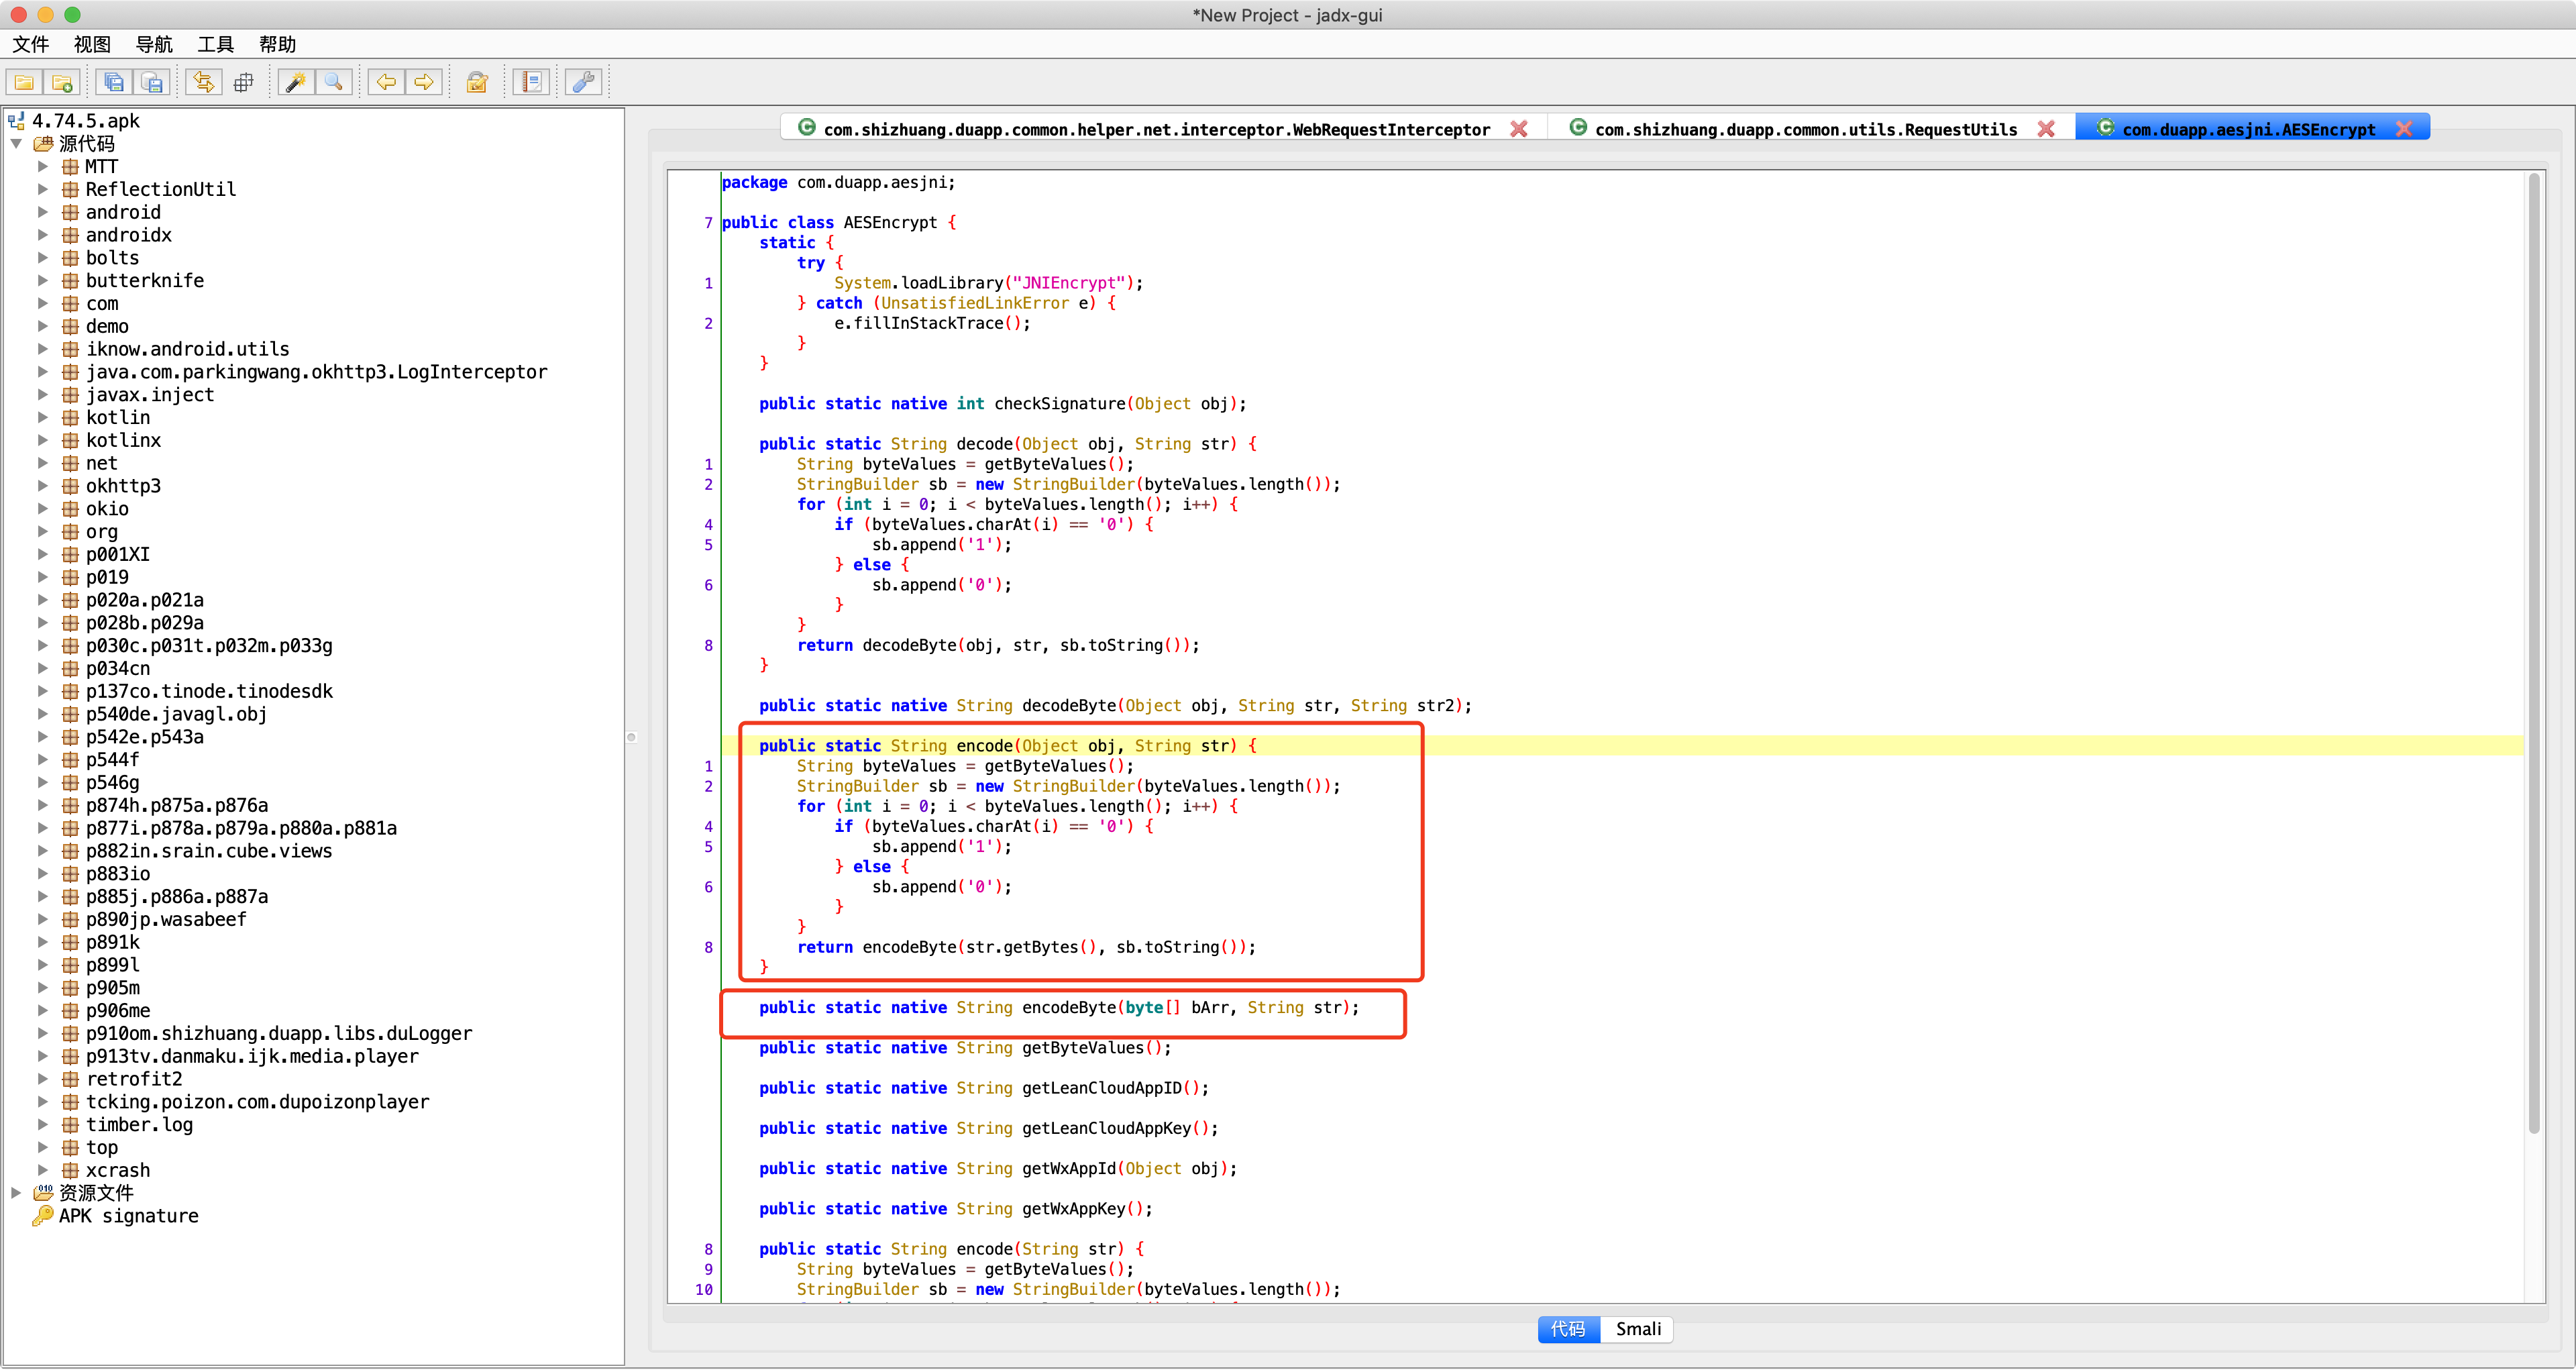 *New Project - jadx-gui
文件 视图 导航 工具 帮助
4.74.5.apk
源代码
MTT
ReflectionUtil
android
androidx
bolts
butterknife
com
demo
iknow.android.utils
java.com.parkingwang.okhttp3.LogInterceptor
javax.inject
kotlin
kotlinx
net
okhttp3
okio
org
p001XI
p019
p020a.p021a
p028b.p029a
p030c.p031t.p032m.p033g
p034cn
p137co.tinode.tinodesdk
p540de.javagl.obj
p542e.p543a
p544f
p546g
p874h.p875a.p876a
p877i.p878a.p879a.p880a.p881a
p882in.srain.cube.views
p883io
p885j.p886a.p887a
p890jp.wasabeef
p891k
p899l
p905m
p906me
p910om.shizhuang.duapp.libs.duLogger
p913tv.danmaku.ijk.media.player
retrofit2
tcking.poizon.com.dupoizonplayer
timber.log
top
xcrash
资源文件
APK signature
com.shizhuang.duapp.common.helper.net.interceptor.WebRequestInterceptor com.shizhuang.duapp.common.utils.RequestUtils com.duapp.aesjni.AESEncrypt
package com.duapp.aesjni;
7 public class AESEncrypt {
static {
try {
1 System.loadLibrary("JNIEncrypt");
} catch (UnsatisfiedLinkError e) {
2 e.fillInStackTrace();
}
}
public static native int checkSignature(Object obj);
public static String decode(Object obj, String str) {
1 String byteValues = getByteValues();
2 StringBuilder sb = new StringBuilder(byteValues.length());
for (int i = 0; i < byteValues.length(); i++) {
4 if (byteValues.charAt(i) == '0') {
5 sb.append('1');
} else {
6 sb.append('0');
}
}
8 return decodeByte(obj, str, sb.toString());
}
public static native String decodeByte(Object obj, String str, String str2);
public static String encode(Object obj, String str) {
1 String byteValues = getByteValues();
2 StringBuilder sb = new StringBuilder(byteValues.length());
for (int i = 0; i < byteValues.length(); i++) {
4 if (byteValues.charAt(i) == '0') {
5 sb.append('1');
} else {
6 sb.append('0');
}
}
8 return encodeByte(str.getBytes(), sb.toString());
}
public static native String encodeByte(byte[] bArr, String str);
public static native String getByteValues();
public static native String getLeanCloudAppID();
public static native String getLeanCloudAppKey();
public static native String getWxAppId(Object obj);
public static native String getWxAppKey();
8 public static String encode(String str) {
9 String byteValues = getByteValues();
10 StringBuilder sb = new StringBuilder(byteValues.length());
代码 Smali